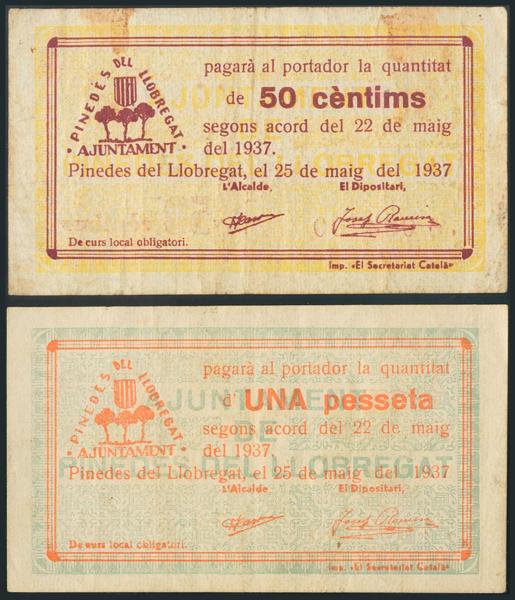 PINEDES DEL LLOBREGAT
AJUNTAMENT
pagarà al portador la quantitat
de 50 cèntims
segons acord del 22 de maig
del 1937.
Pinedes del Llobregat, el 25 de maig del 1937
L'Alcalde, El Dipositari,
De curs local obligatori.
Imp. «El Secretariat Català»
PINEDES DEL LLOBREGAT
AJUNTAMENT
pagarà al portador la quantitat
d' UNA pesseta
segons acord del 22 de maig
del 1937.
Pinedes del Llobregat, el 25 de maig del 1937
L'Alcalde El Dipositari,
De curs local obligatori.
Imp. «El Secretariat Català»